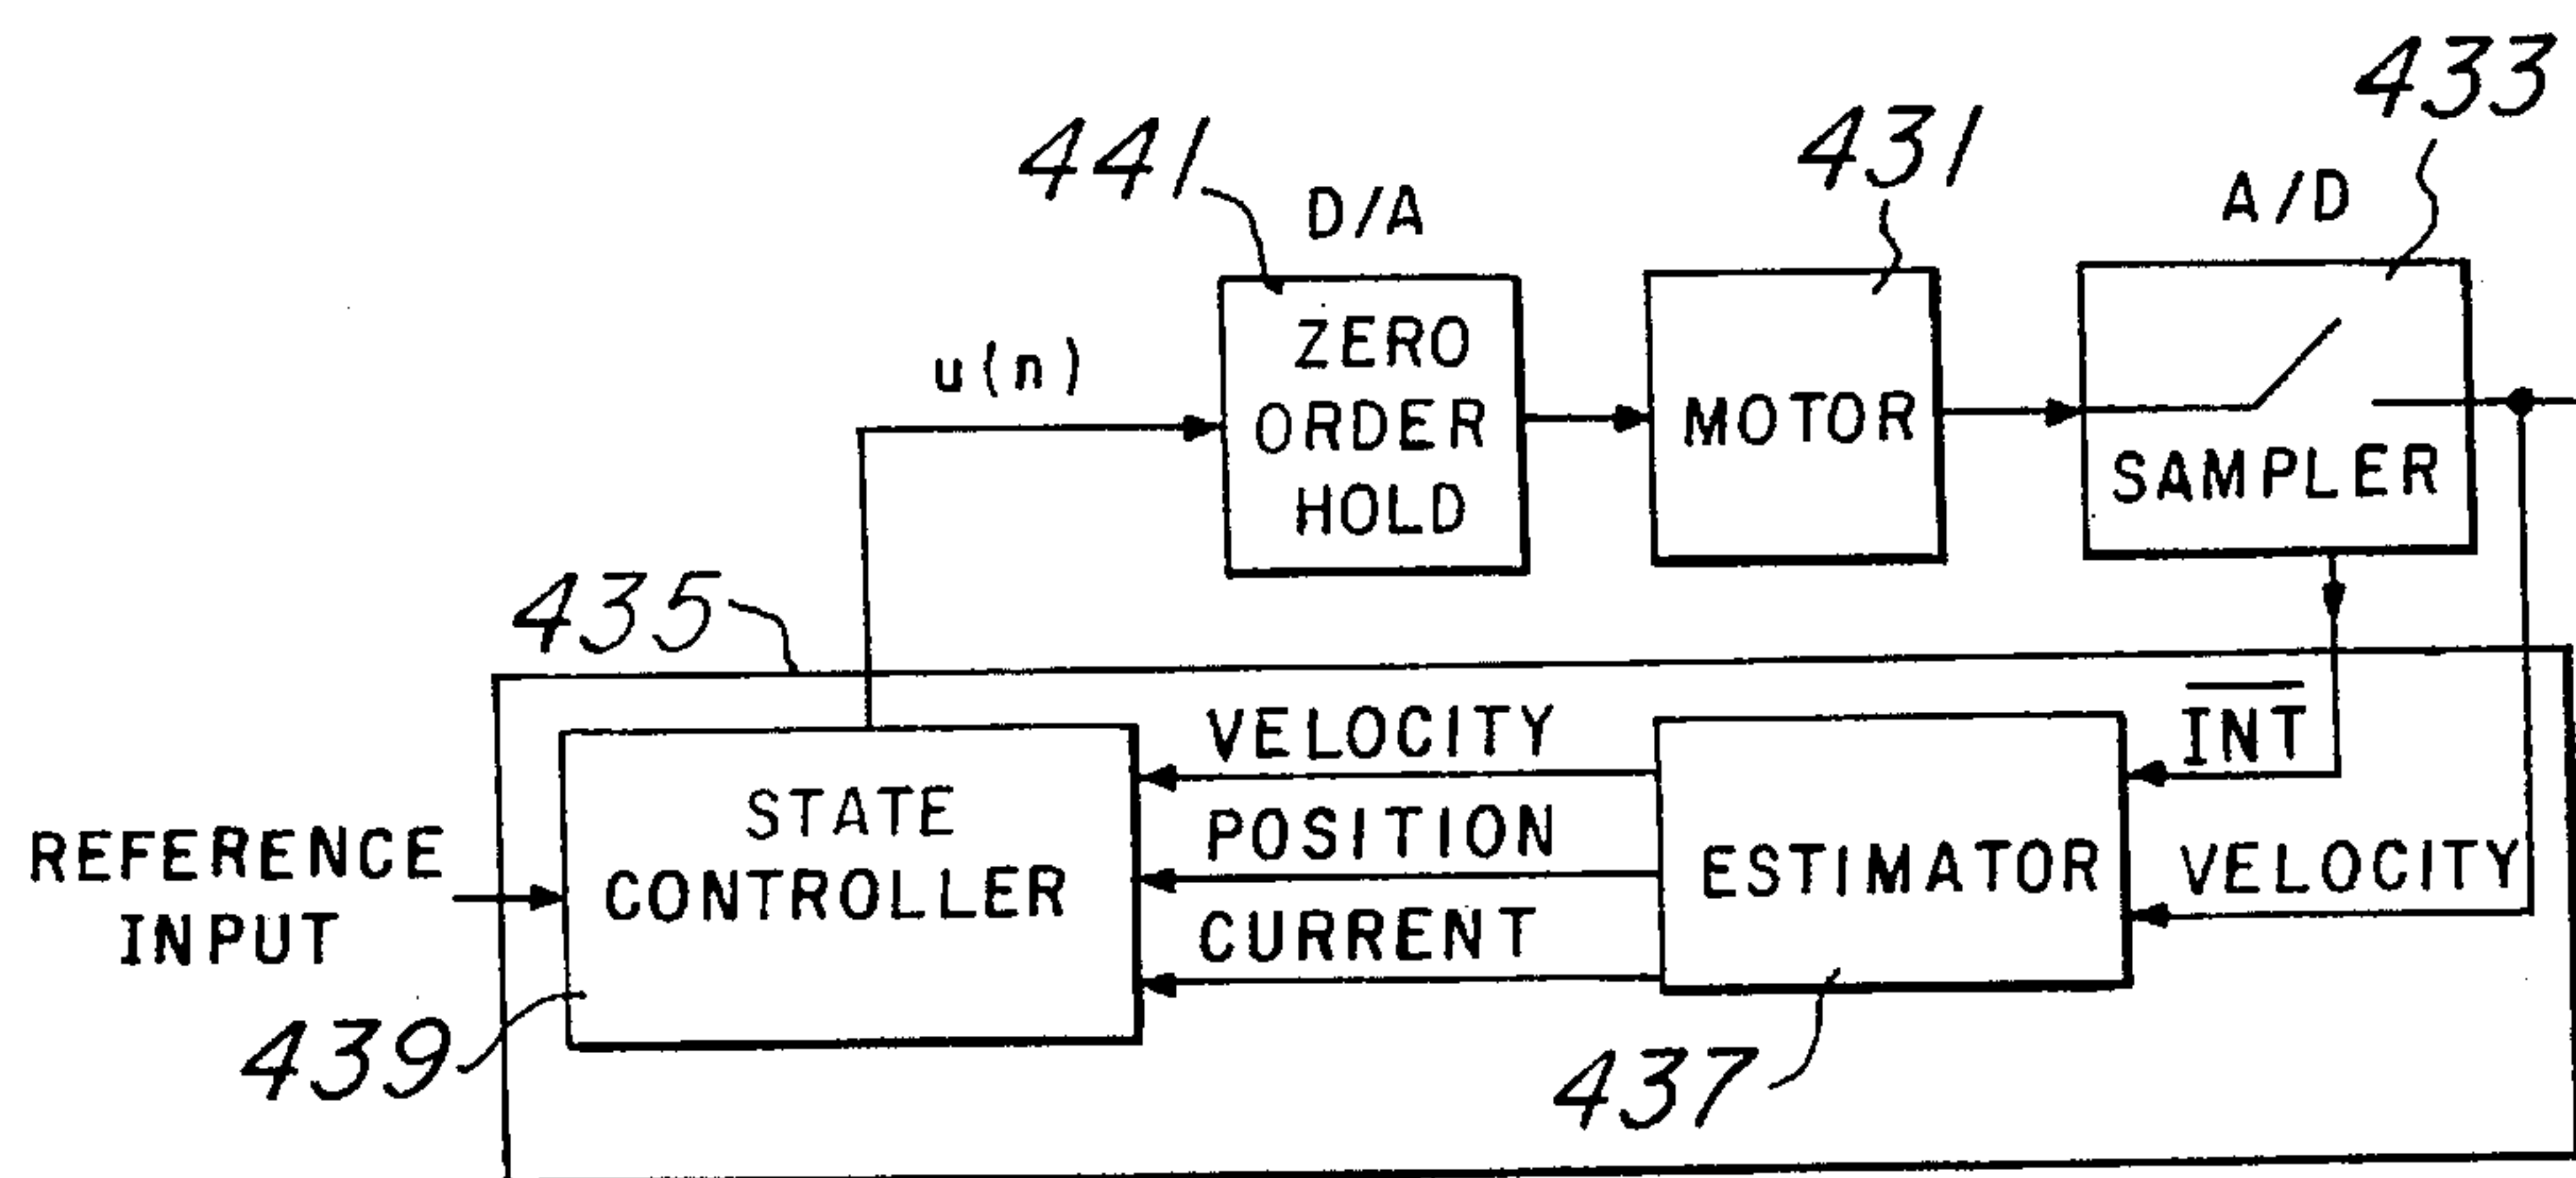 433
441
431
D/A
A/D
ZERO
ORDER
HOLD
MOTOR
SAMPLER
u(n)
435
INT
VELOCITY
POSITION
CURRENT
STATE
CONTROLLER
ESTIMATOR
VELOCITY
REFERENCE
INPUT
439
437